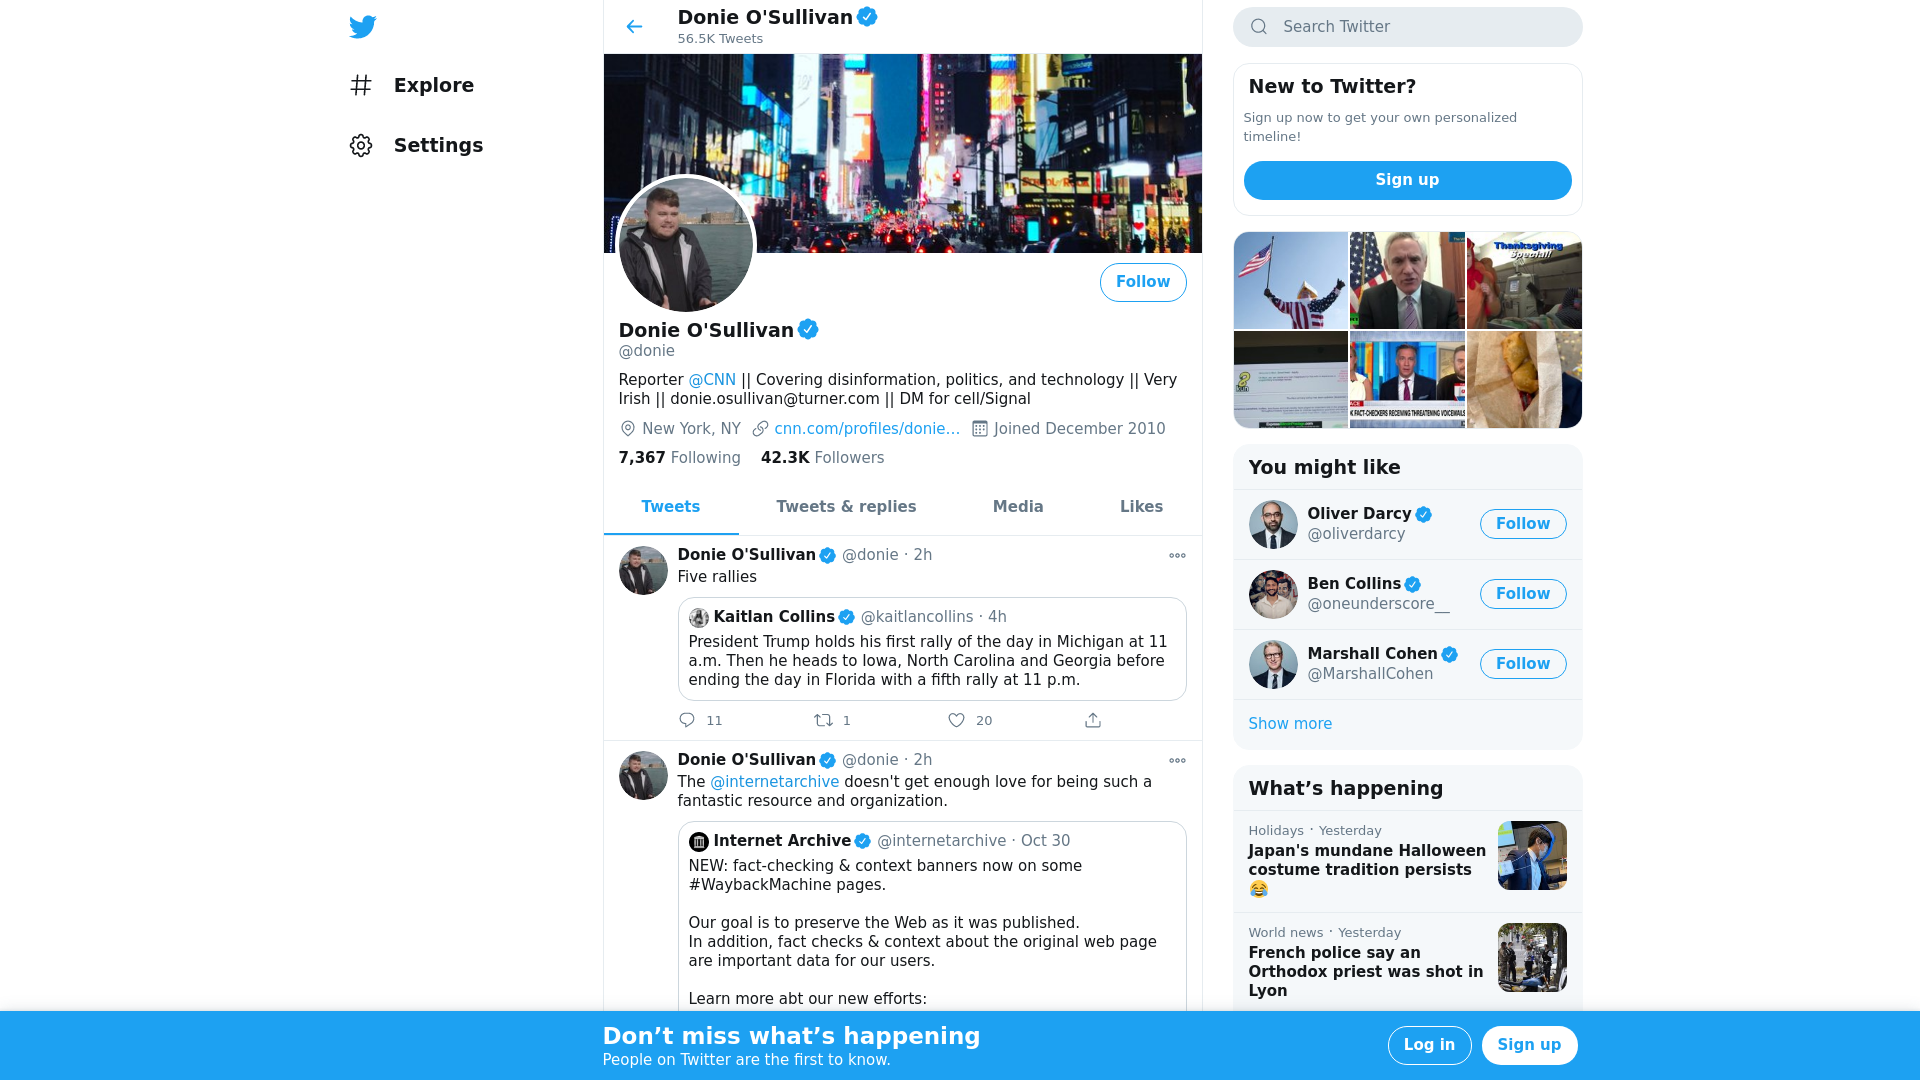 Explore
Settings
Donie O'Sullivan
56.5K Tweets
Follow
Donie O'Sullivan
@donie
Reporter @CNN || Covering disinformation, politics, and technology || Very
Irish || donie.osullivan@turner.com || DM for cell/Signal
New York, NY cnn.com/profiles/donie… Joined December 2010
7,367 Following 42.3K Followers
Tweets Tweets & replies Media Likes
Donie O'Sullivan @donie · 2h
Five rallies
Kaitlan Collins @kaitlancollins · 4h
President Trump holds his first rally of the day in Michigan at 11
a.m. Then he heads to Iowa, North Carolina and Georgia before
ending the day in Florida with a fifth rally at 11 p.m.
11 1 20
Donie O'Sullivan @donie · 2h
The @internetarchive doesn't get enough love for being such a
fantastic resource and organization.
Internet Archive @internetarchive · Oct 30
NEW: fact-checking & context banners now on some
#WaybackMachine pages.
Our goal is to preserve the Web as it was published.
In addition, fact checks & context about the original web page
are important data for our users.
Learn more abt our new efforts:
Search Twitter
New to Twitter?
Sign up now to get your own personalized
timeline!
Sign up
Thanksgiving
Special!
K FACT-CHECKERS RECEIVING THREATENING VOICEMAILS
You might like
Oliver Darcy
@oliverdarcy
Follow
Ben Collins
@oneunderscore__
Follow
Marshall Cohen
@MarshallCohen
Follow
Show more
What's happening
Holidays · Yesterday
Japan's mundane Halloween
costume tradition persists
😂
World news · Yesterday
French police say an
Orthodox priest was shot in
Lyon
Don't miss what's happening
People on Twitter are the first to know.
Log in
Sign up